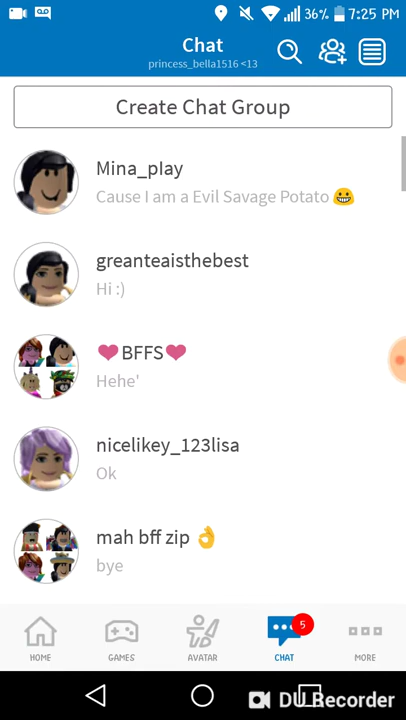 36% 7:25 PM
Chat
princess_bella1516 <13
Create Chat Group
Mina_play
Cause I am a Evil Savage Potato 😀
greanteaisthebest
Hi :)
❤BFFS❤
Hehe'
nicelikey_123lisa
Ok
mah bff zip 👌
bye
5
HOME GAMES AVATAR CHAT MORE
DU Recorder